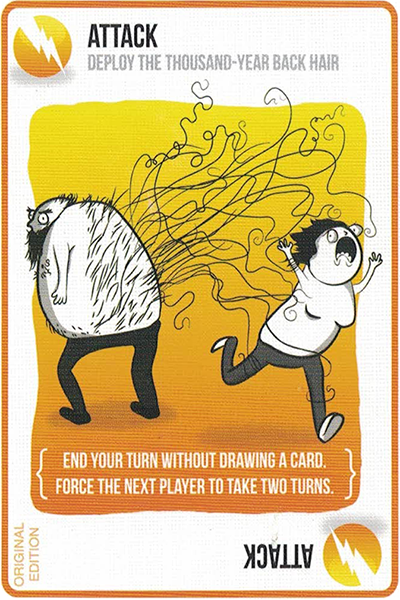 ATTACK
DEPLOY THE THOUSAND-YEAR BACK HAIR
END YOUR TURN WITHOUT DRAWING A CARD.
FORCE THE NEXT PLAYER TO TAKE TWO TURNS.
ORIGINAL
EDITION
ATTACK